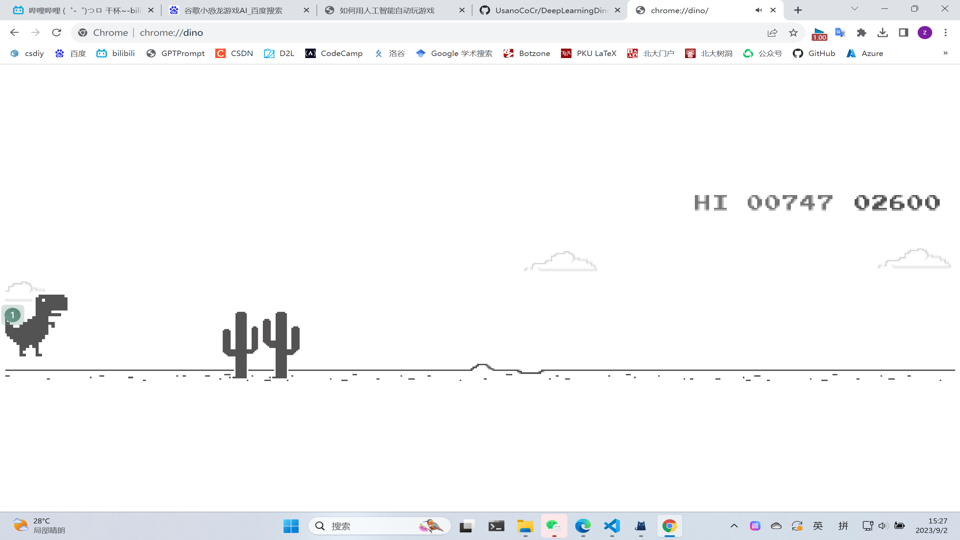 哔哩哔哩 (゜-゜)つロ 干杯~-bili
谷歌小恐龙游戏AI_百度搜索
如何用人工智能自动玩游戏
UsanoCoCr/DeepLearningDin
chrome://dino/
Chrome | chrome://dino
1.00
z
csdiy
百度
bilibili
GPTPrompt
CSDN
D2L
CodeCamp
洛谷
Google 学术搜索
Botzone
PKU LaTeX
北大门户
北大树洞
公众号
GitHub
Azure
»
HI 00747 02600
1
28°C
局部晴朗
搜索
英
拼
15:27
2023/9/2